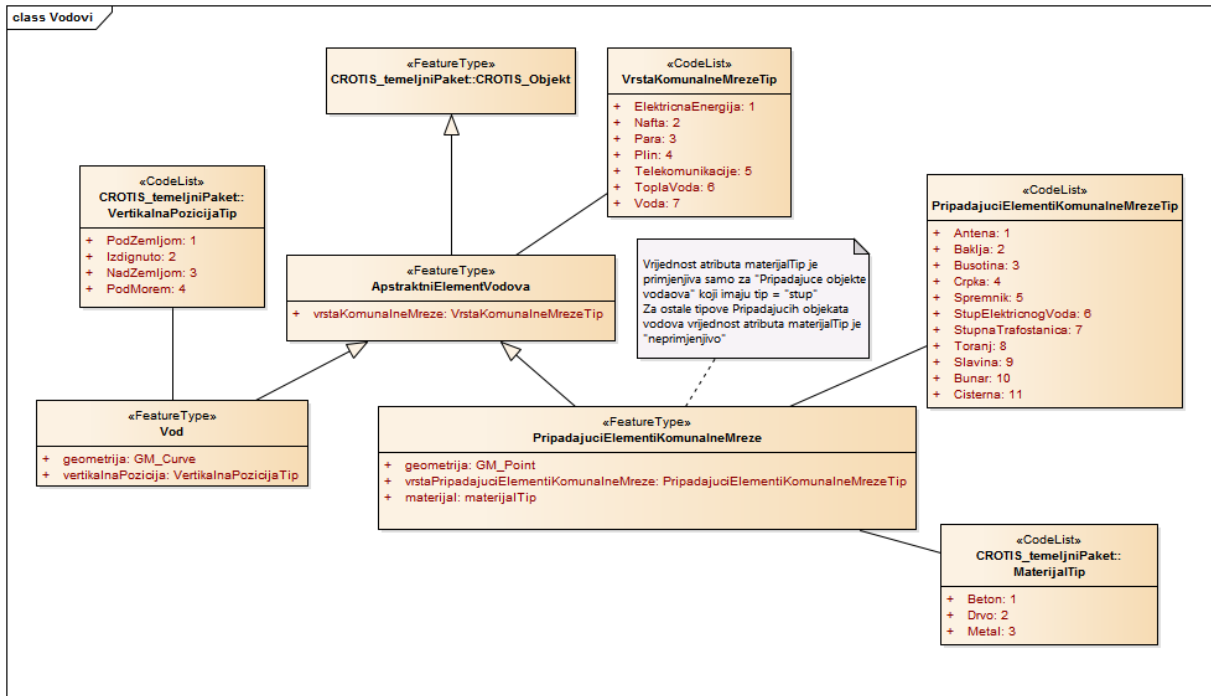 class Vodovi
«FeatureType»
CROTIS_temeljniPaket::CROTIS_Objekt
«CodeList»
VrstaKomunalneMrezeTip
+ ElektricnaEnergija: 1
+ Nafta: 2
+ Para: 3
+ Plin: 4
+ Telekomunikacije: 5
+ ToplaVoda: 6
+ Voda: 7
«CodeList»
CROTIS_temeljniPaket::
VertikalnaPozicijaTip
+ PodZemljom: 1
+ Izdignuto: 2
+ NadZemljom: 3
+ PodMorem: 4
«CodeList»
PripadajuciElementiKomunalneMrezeTip
+ Antena: 1
+ Baklja: 2
+ Busotina: 3
+ Crpka: 4
+ Spremnik: 5
+ StupElektricnogVoda: 6
+ StupnaTrafostanica: 7
+ Toranj: 8
+ Slavina: 9
+ Bunar: 10
+ Cisterna: 11
«FeatureType»
ApstraktniElementVodova
+ vrstaKomunalneMreze: VrstaKomunalneMrezeTip
Vrijednost atributa materijalTip je
primjenjiva samo za "Pripadajuce objekte
vodaova" koji imaju tip = "stup"
Za ostale tipove Pripadajucih objekata
vodova vrijednost atributa materijalTip je
"neprimjenjivo"
«FeatureType»
Vod
+ geometrija: GM_Curve
+ vertikalnaPozicija: VertikalnaPozicijaTip
«FeatureType»
PripadajuciElementiKomunalneMreze
+ geometrija: GM_Point
+ vrstaPripadajuciElementiKomunalneMreze: PripadajuciElementiKomunalneMrezeTip
+ materijal: materijalTip
«CodeList»
CROTIS_temeljniPaket::
MaterijalTip
+ Beton: 1
+ Drvo: 2
+ Metal: 3